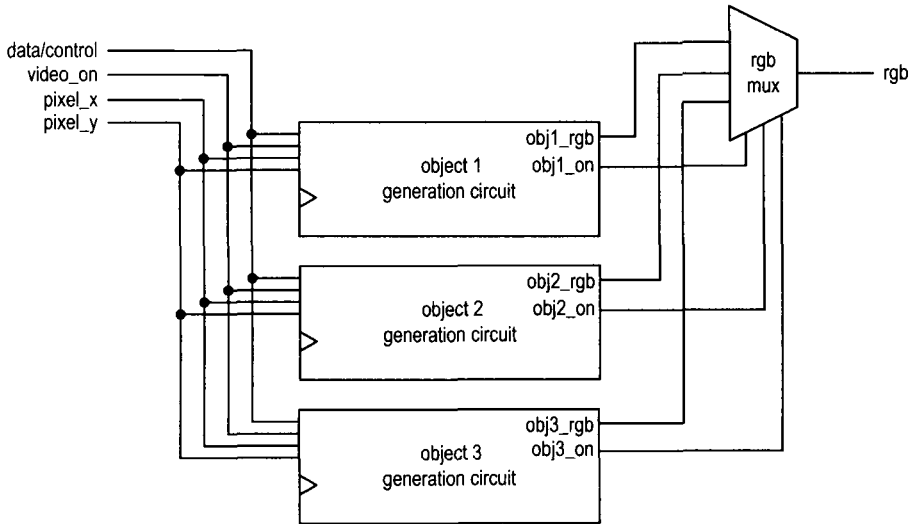 data/control
video_on
pixel_x
pixel_y
rgb
mux
rgb
object 1
generation circuit
obj1_rgb
obj1_on
object 2
generation circuit
obj2_rgb
obj2_on
object 3
generation circuit
obj3_rgb
obj3_on